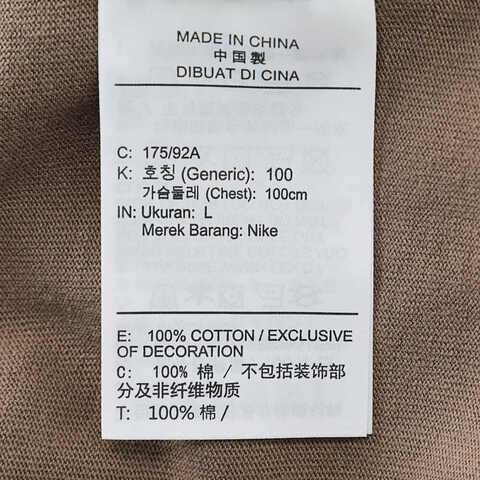 MADE IN CHINA
中国製
DIBUAT DI CINA
C: 175/92A
K: 호칭 (Generic): 100
가슴둘레 (Chest): 100cm
IN: Ukuran: L
Merek Barang: Nike
E: 100% COTTON / EXCLUSIVE
OF DECORATION
C: 100% 棉 / 不包括装饰部
分及非纤维物质
T: 100% 棉 /